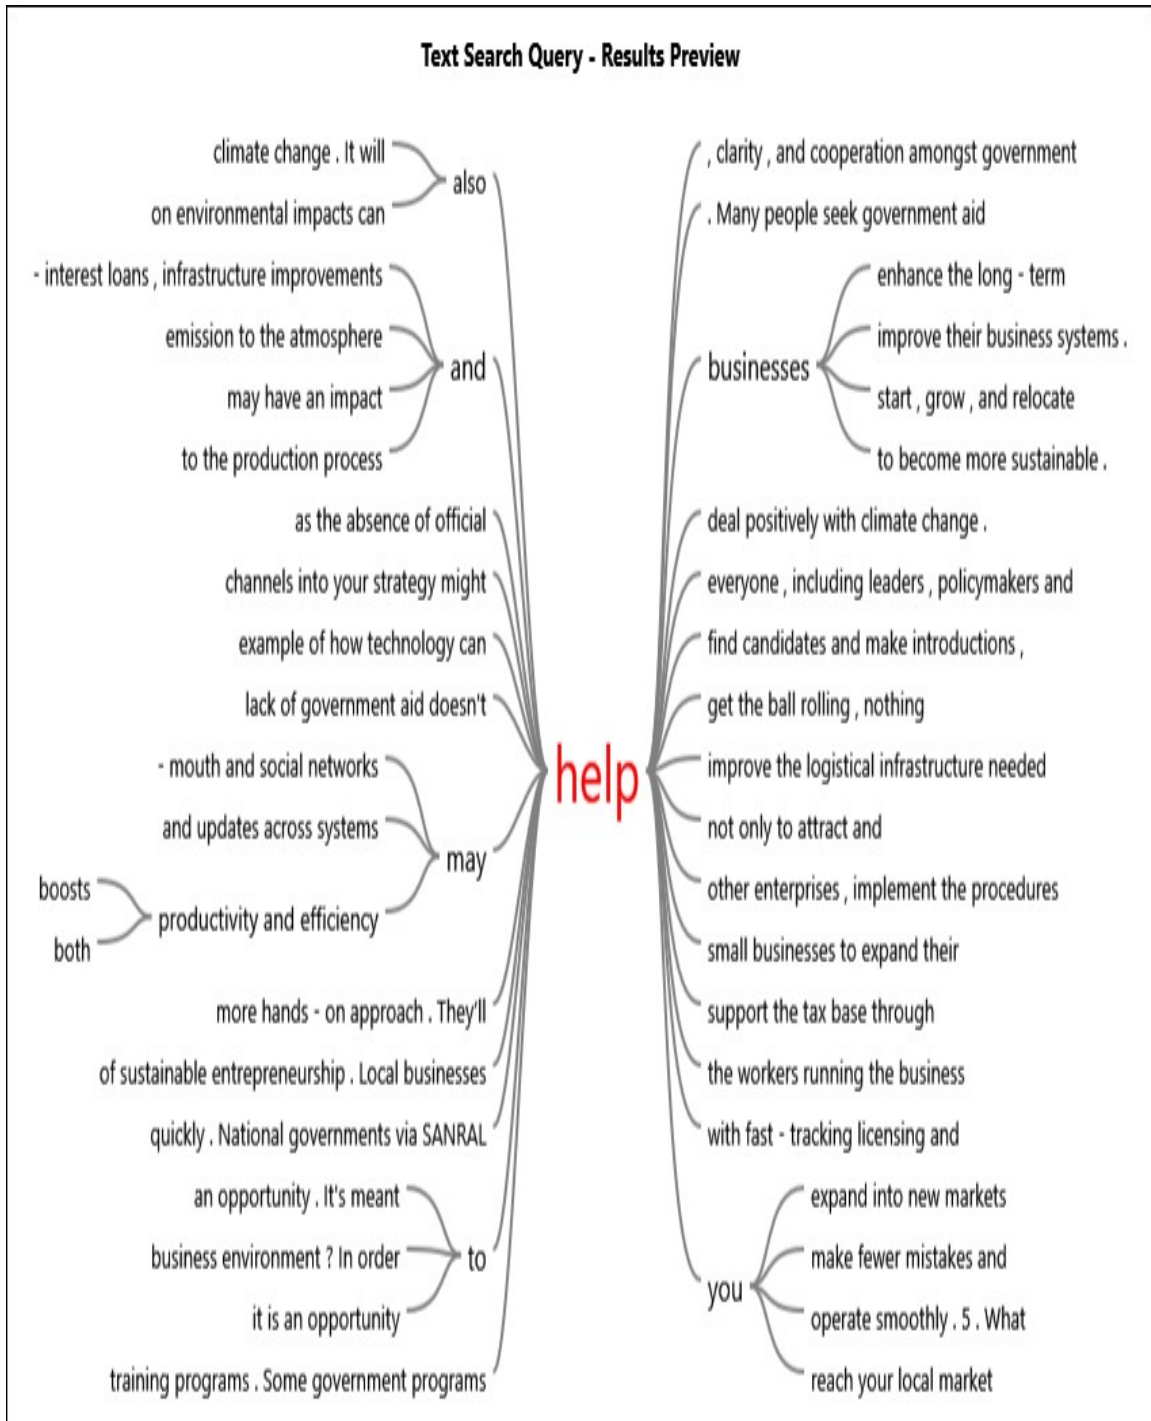 Text Search Query - Results Preview
climate change . It will
on environmental impacts can
also
- interest loans , infrastructure improvements
emission to the atmosphere
may have an impact
to the production process
and
as the absence of official
channels into your strategy might
example of how technology can
lack of government aid doesn't
- mouth and social networks
and updates across systems
boosts
both
productivity and efficiency
may
more hands - on approach . They'll
of sustainable entrepreneurship . Local businesses
quickly . National governments via SANRAL
an opportunity . It's meant
business environment ? In order
it is an opportunity
to
training programs . Some government programs
help
, clarity , and cooperation amongst government
. Many people seek government aid
businesses
enhance the long - term
improve their business systems .
start , grow , and relocate
to become more sustainable .
deal positively with climate change .
everyone , including leaders , policymakers and
find candidates and make introductions ,
get the ball rolling , nothing
improve the logistical infrastructure needed
not only to attract and
other enterprises , implement the procedures
small businesses to expand their
support the tax base through
the workers running the business
with fast - tracking licensing and
you
expand into new markets
make fewer mistakes and
operate smoothly . 5 . What
reach your local market